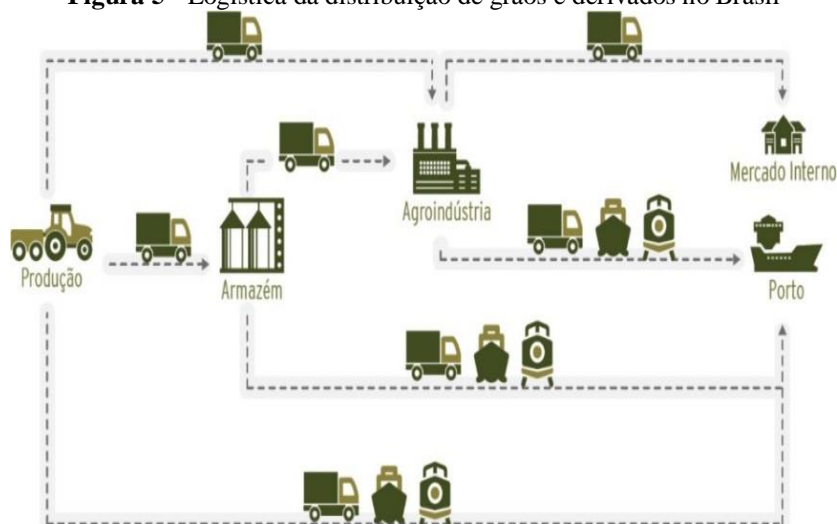 Figura 5 - Logística da distribuição de grãos e derivados no Brasil
Mercado Interno
Agroindústria
Produção
Armazém
Porto